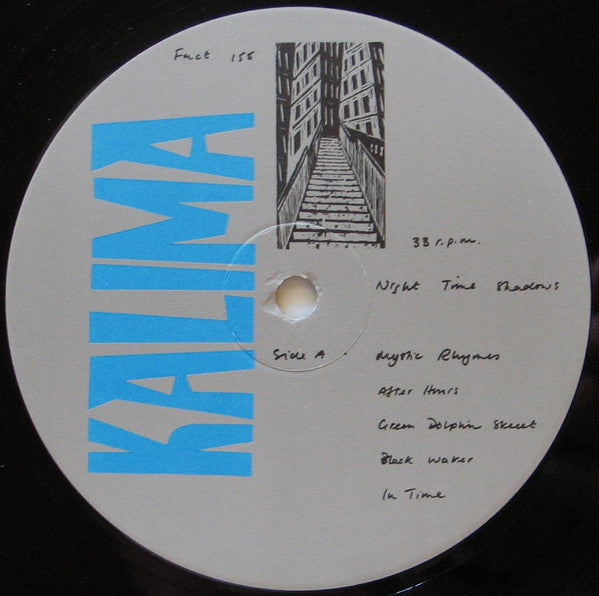 Fact 155
KALIMA
33 r.p.m.
Night Time Shadows
Side A . Mystic Rhymes
After Hours
Green Dolphin Street
Black Water
In Time